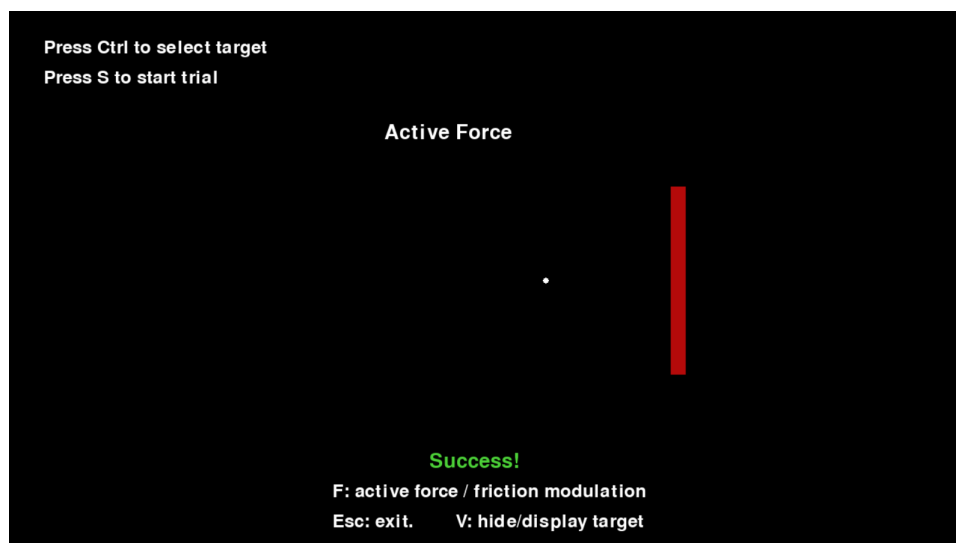 Press Ctrl to select target
Press S to start trial
Active Force
Success!
F: active force / friction modulation
Esc: exit. V: hide/display target